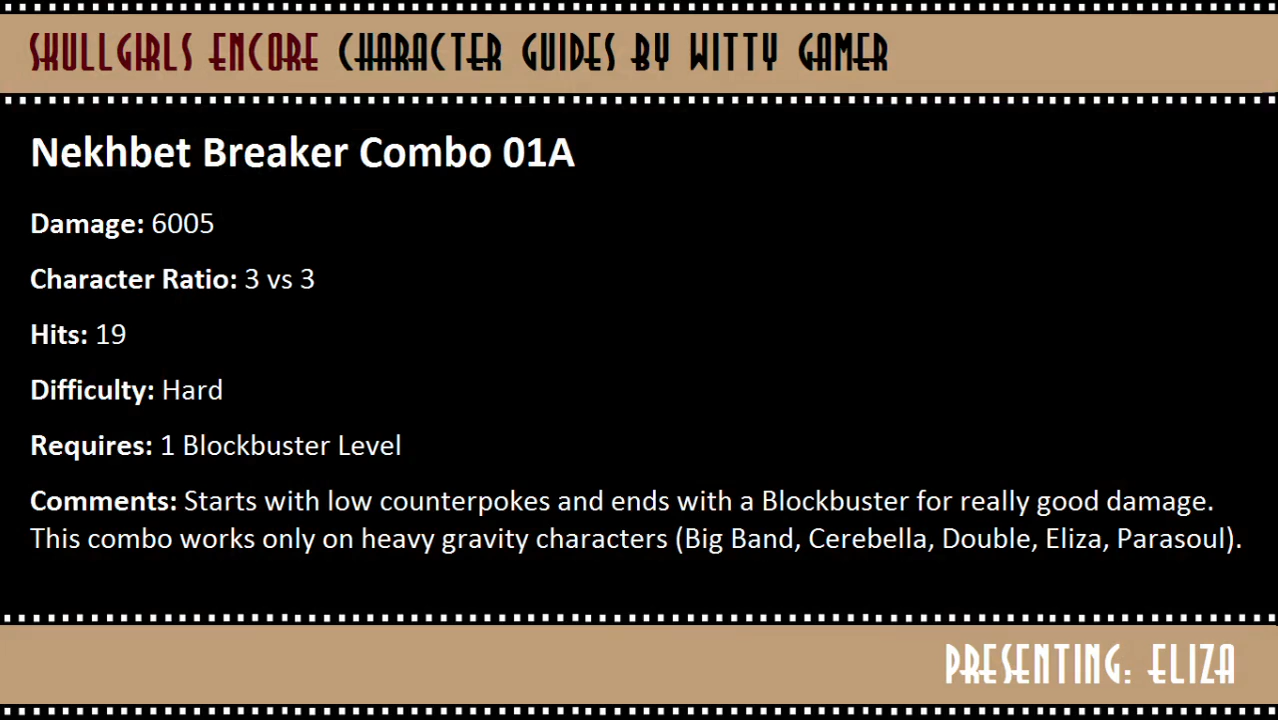 SKULLGIRLS ENCORE CHARACTER GUIDES BY WITTY GAMER
Nekhbet Breaker Combo 01A
Damage: 6005
Character Ratio: 3 vs 3
Hits: 19
Difficulty: Hard
Requires: 1 Blockbuster Level
Comments: Starts with low counterpokes and ends with a Blockbuster for really good damage.
This combo works only on heavy gravity characters (Big Band, Cerebella, Double, Eliza, Parasoul).
PRESENTING: ELIZA